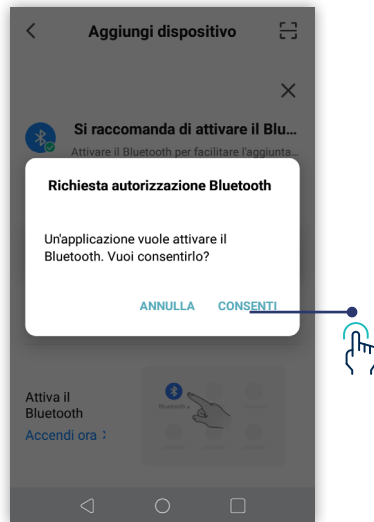 Aggiungi dispositivo
Si raccomanda di attivare il Blu...
Attivare il Bluetooth per facilitare l'aggiunta...
Richiesta autorizzazione Bluetooth
Un'applicazione vuole attivare il
Bluetooth. Vuoi consentirlo?
ANNULLA CONSENTI
Attiva il
Bluetooth
Accendi ora
Bluetooth